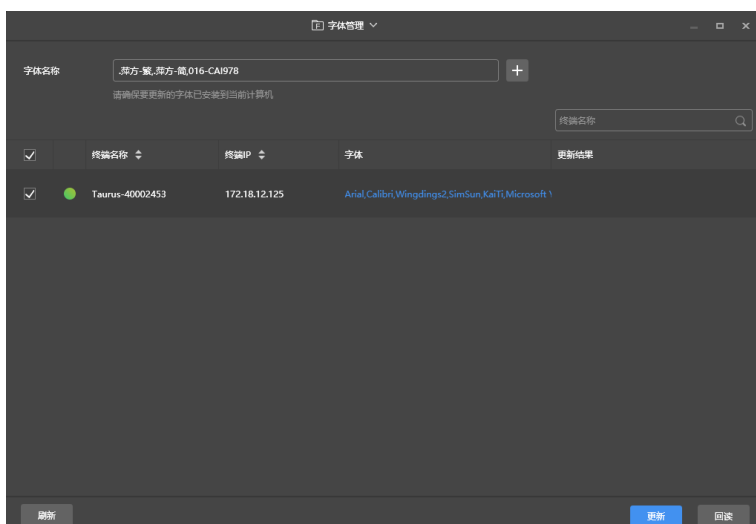 字体管理
字体名称
.苹方-繁,.苹方-简,016-CAI978
请确保要更新的字体已安装到当前计算机
终端名称
终端名称 终端IP 字体 更新结果
Taurus-40002453 172.18.12.125 Arial,Calibri,Wingdings2,SimSun,KaiTi,Microsoft
刷新 更新 回读